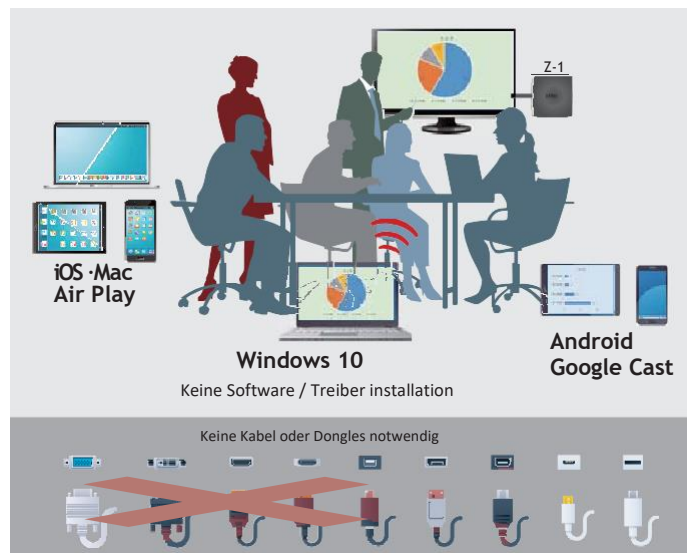 Z-1
iOS ·Mac
Air Play
Windows 10
Keine Software / Treiber installation
Android
Google Cast
Keine Kabel oder Dongles notwendig